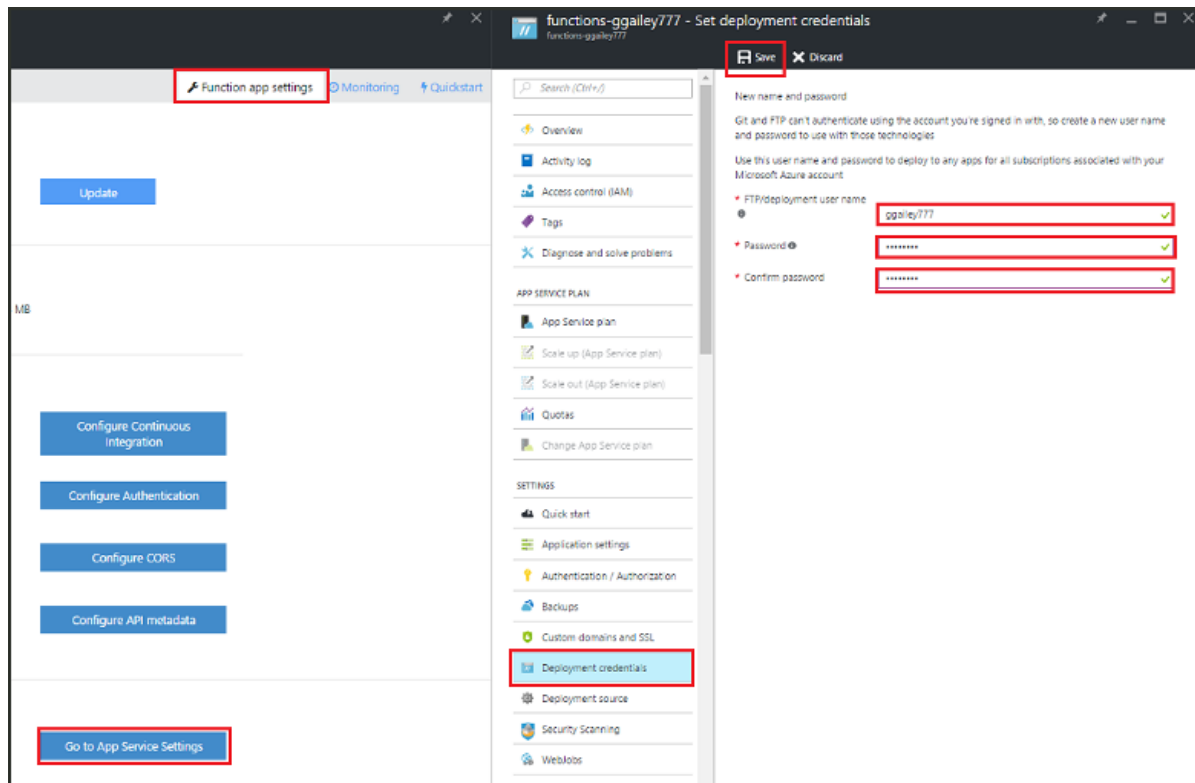 Function app settings
Monitoring
Quickstart
Update
MB
Configure Continuous
Integration
Configure Authentication
Configure CORS
Configure API metadata
Go to App Service Settings
functions-ggailey777 - Set deployment credentials
functions-ggailey777
Save
Discard
Search (Ctrl+/)
Overview
Activity log
Access control (IAM)
Tags
Diagnose and solve problems
APP SERVICE PLAN
App Service plan
Scale up (App Service plan)
Scale out (App Service plan)
Quotas
Change App Service plan
SETTINGS
Quick start
Application settings
Authentication / Authorization
Backups
Custom domains and SSL
Deployment credentials
Deployment source
Security Scanning
WebJobs
New name and password
Git and FTP can't authenticate using the account you're signed in with, so create a new user name
and password to use with those technologies
Use this user name and password to deploy to any apps for all subscriptions associated with your
Microsoft Azure account
* FTP/deployment user name
ggailey777
* Password
••••••••
* Confirm password
••••••••